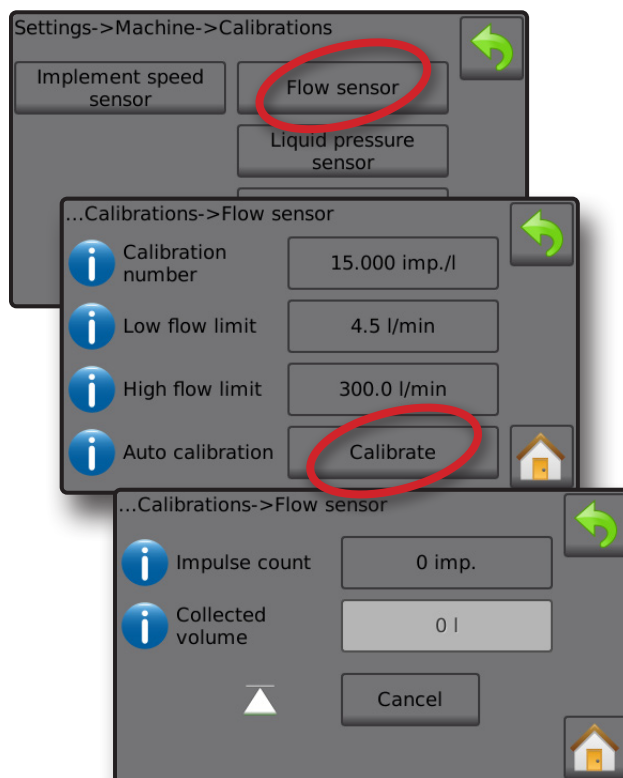 Settings->Machine->Calibrations
Implement speed
sensor
Flow sensor
Liquid pressure
sensor
...Calibrations->Flow sensor
Calibration
number
15.000 imp./l
Low flow limit
4.5 l/min
High flow limit
300.0 l/min
Auto calibration
Calibrate
...Calibrations->Flow sensor
Impulse count
0 imp.
Collected
volume
0 l
Cancel